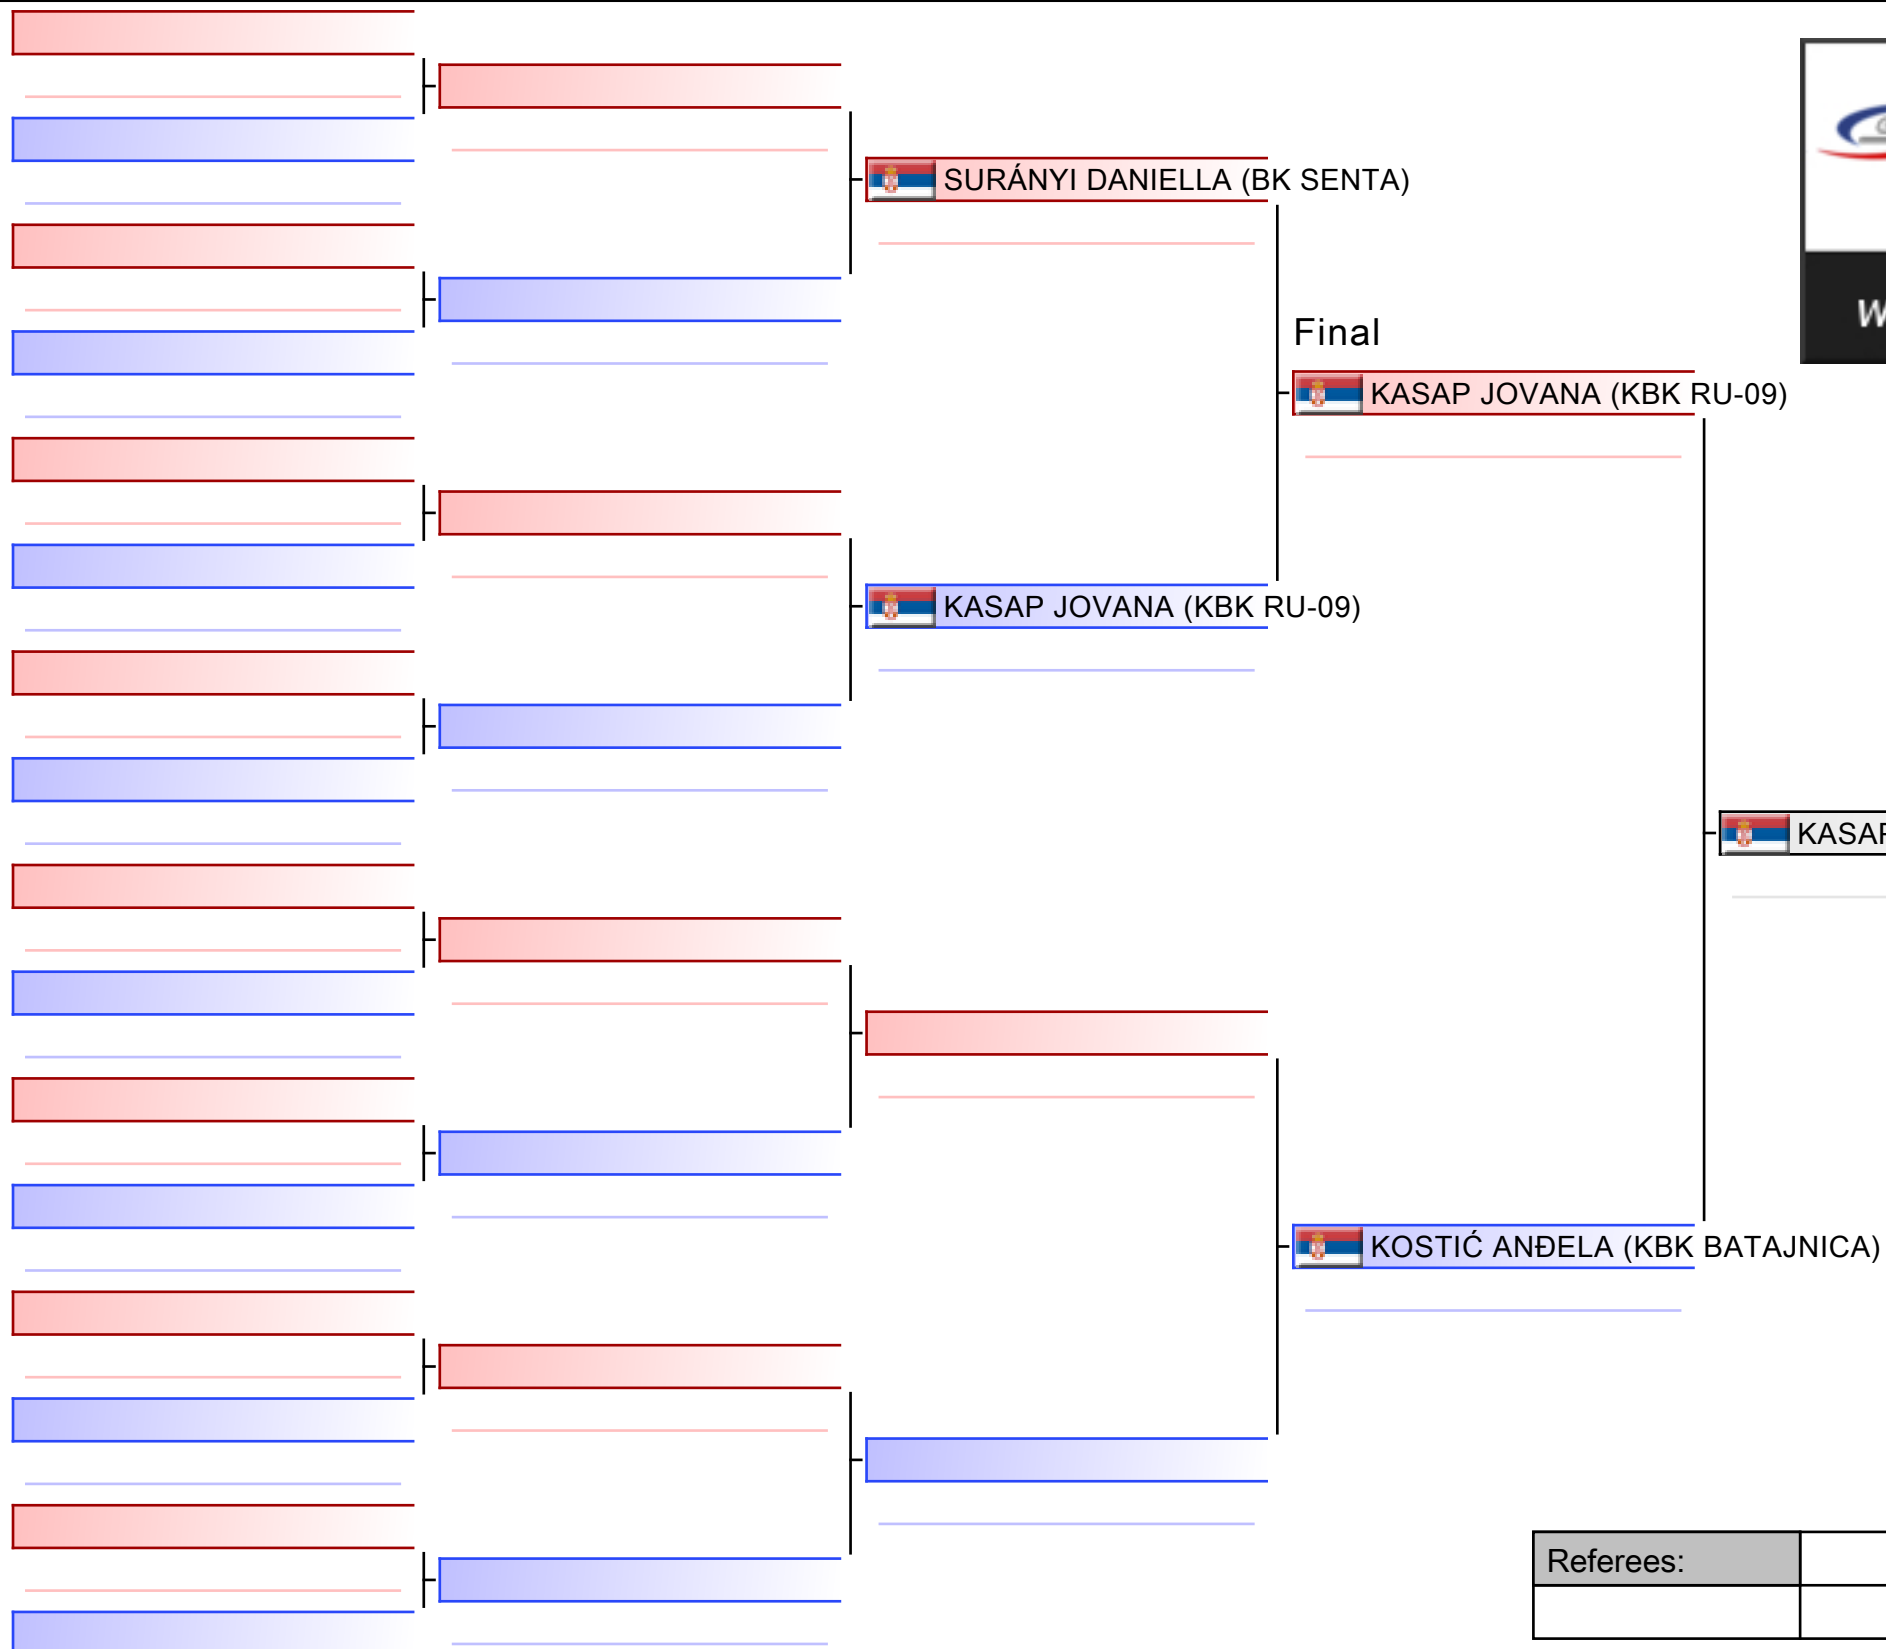 SURÁNYI DANIELLA (BK SENTA)
Final
KASAP JOVANA (KBK RU-09)
KASAP JOVANA (KBK RU-09)
KOSTIĆ ANĐELA (KBK BATAJNICA)
Referees: